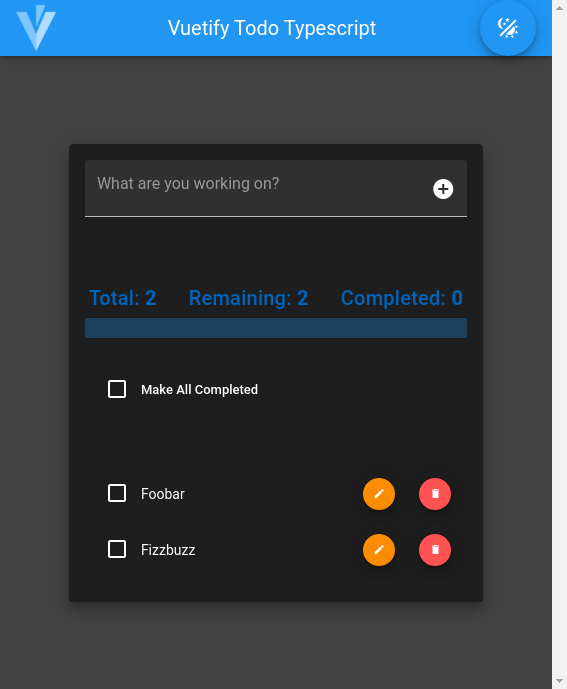 Vuetify Todo Typescript
What are you working on?
Total: 2 Remaining: 2 Completed: 0
Make All Completed
Foobar
Fizzbuzz